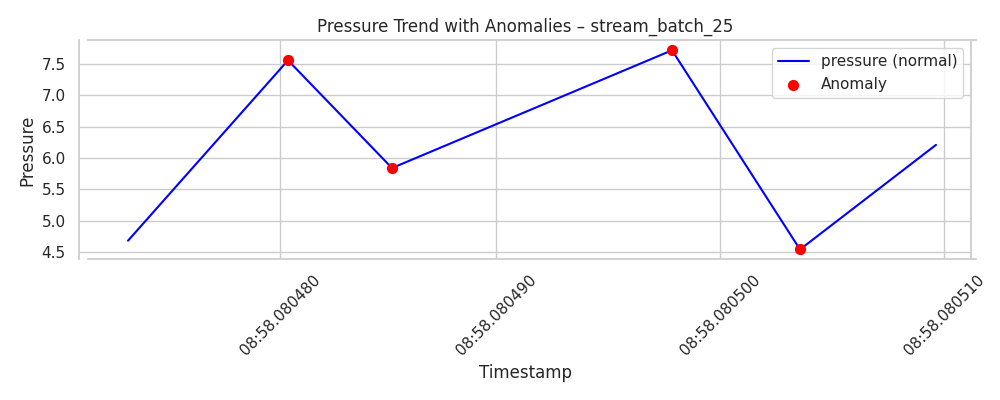 Pressure Trend with Anomalies – stream_batch_25
pressure (normal)
Anomaly
Pressure
7.5
7.0
6.5
6.0
5.5
5.0
4.5
08:58.080480
08:58.080490
08:58.080500
08:58.080510
Timestamp